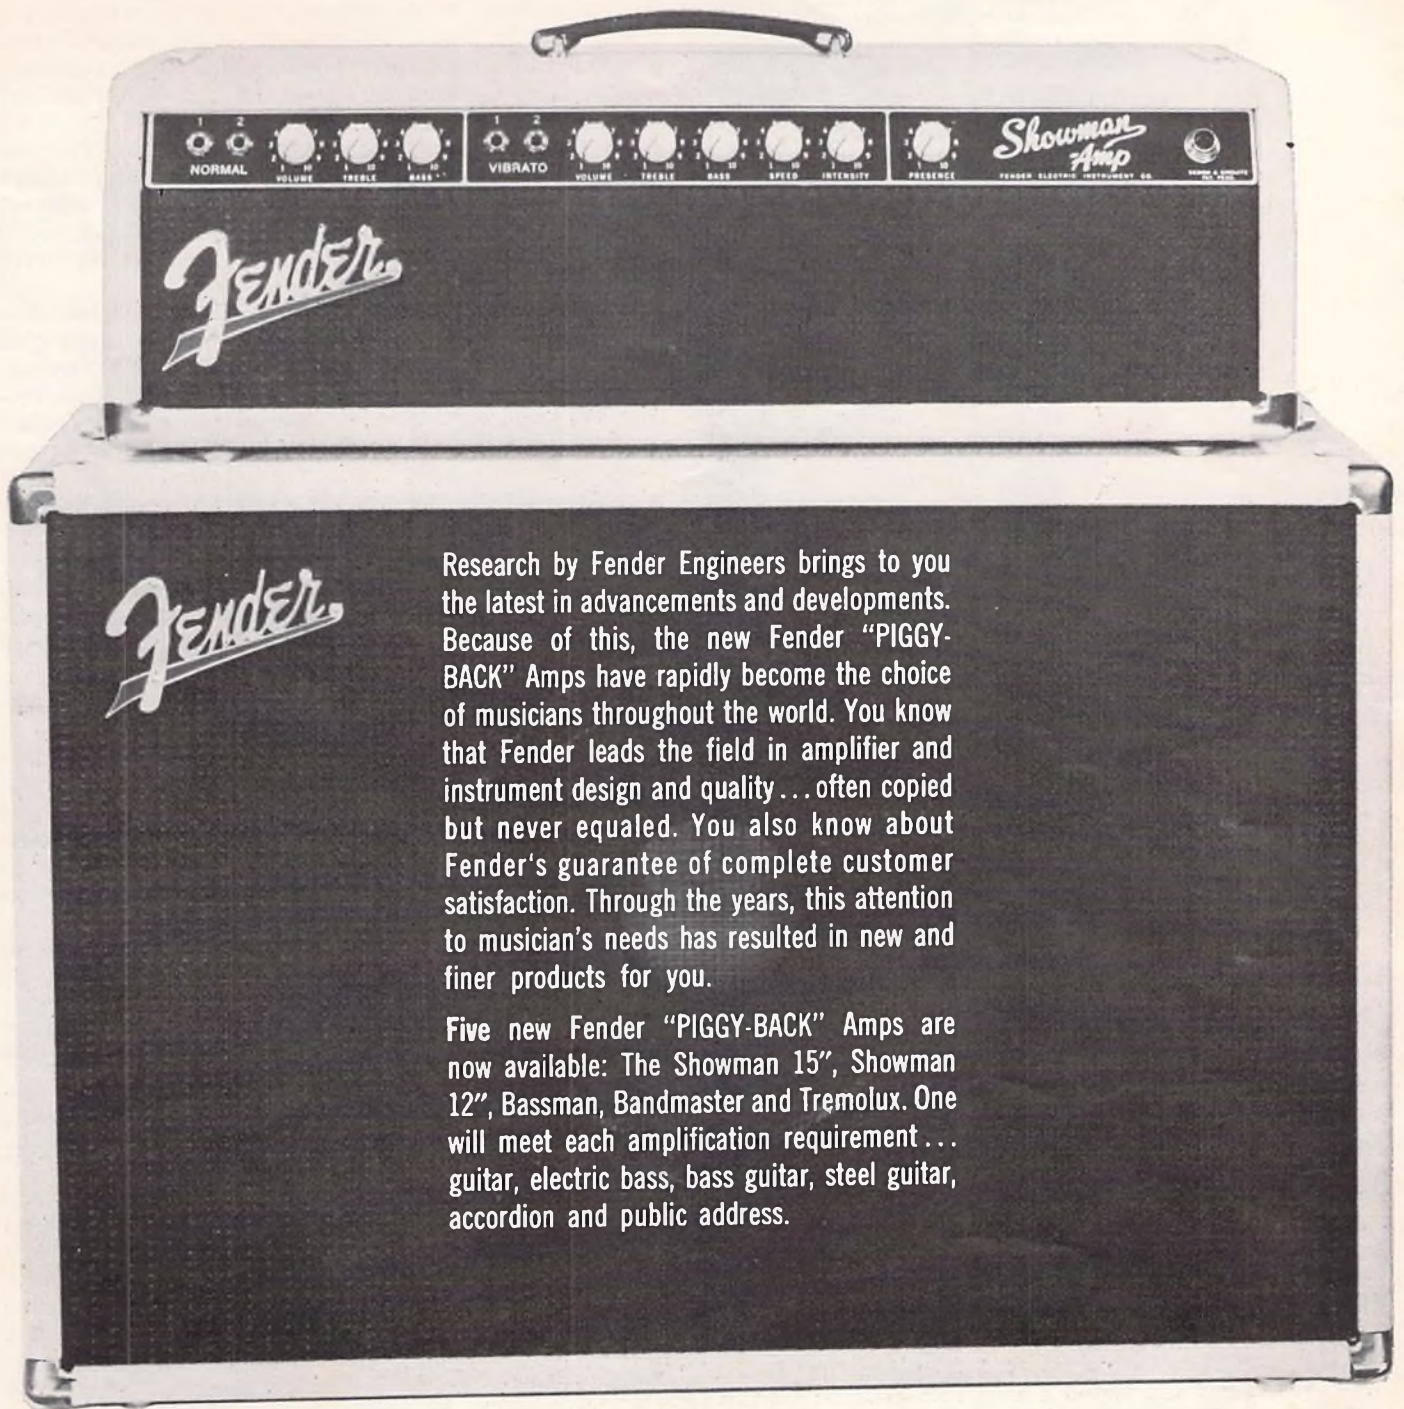 1 2
NORMAL
VOLUME TREBLE BASS
1 2
VIBRATO
VOLUME TREBLE BASS SPEED INTENSITY
PRESENCE
Showman
Amp
FENDER ELECTRIC INSTRUMENT CO.
Fender
Fender
Research by Fender Engineers brings to you
the latest in advancements and developments.
Because of this, the new Fender “PIGGY-
BACK” Amps have rapidly become the choice
of musicians throughout the world. You know
that Fender leads the field in amplifier and
instrument design and quality...often copied
but never equaled. You also know about
Fender‘s guarantee of complete customer
satisfaction. Through the years, this attention
to musician’s needs has resulted in new and
finer products for you.
Five new Fender “PIGGY-BACK” Amps are
now available: The Showman 15″, Showman
12″, Bassman, Bandmaster and Tremolux. One
will meet each amplification requirement...
guitar, electric bass, bass guitar, steel guitar,
accordion and public address.